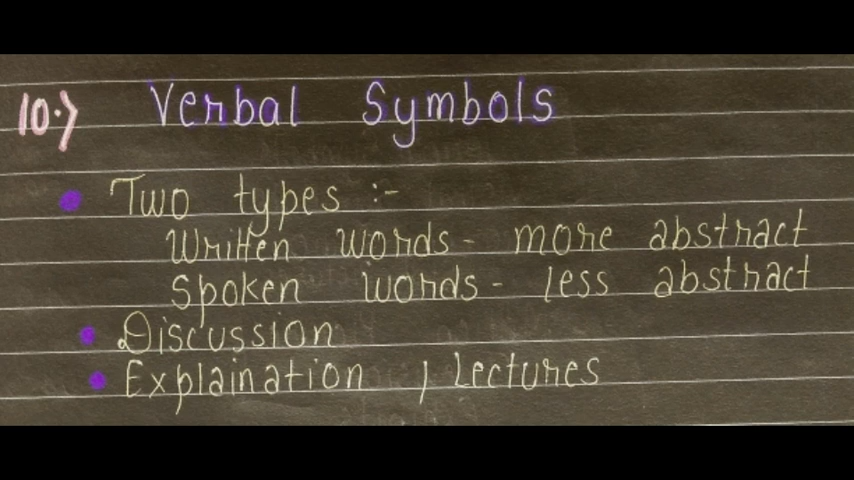 10.) Verbal Symbols
Two types :-
Written words - more abstract
Spoken words - less abstract
Discussion
Explaination , Lectures